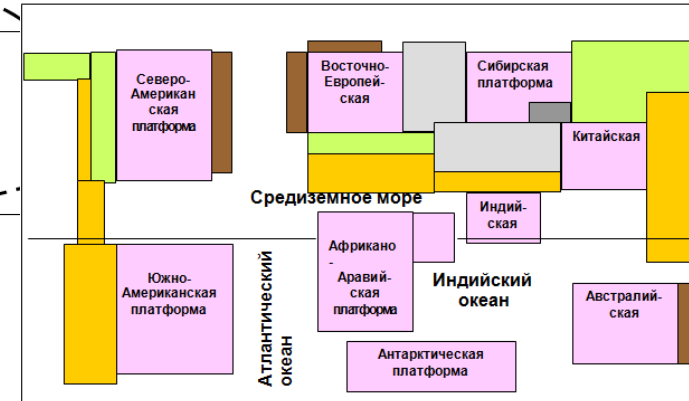 Северо-
Американ
ская
платформа
Восточно-
Европей-
ская
Сибирская
платформа
Китайская
Средиземное море
Индий-
ская
Южно-
Американская
платформа
Атлантический
океан
Африкано
-
Аравий-
ская
платформа
Индийский
океан
Австралий-
ская
Антарктическая
платформа